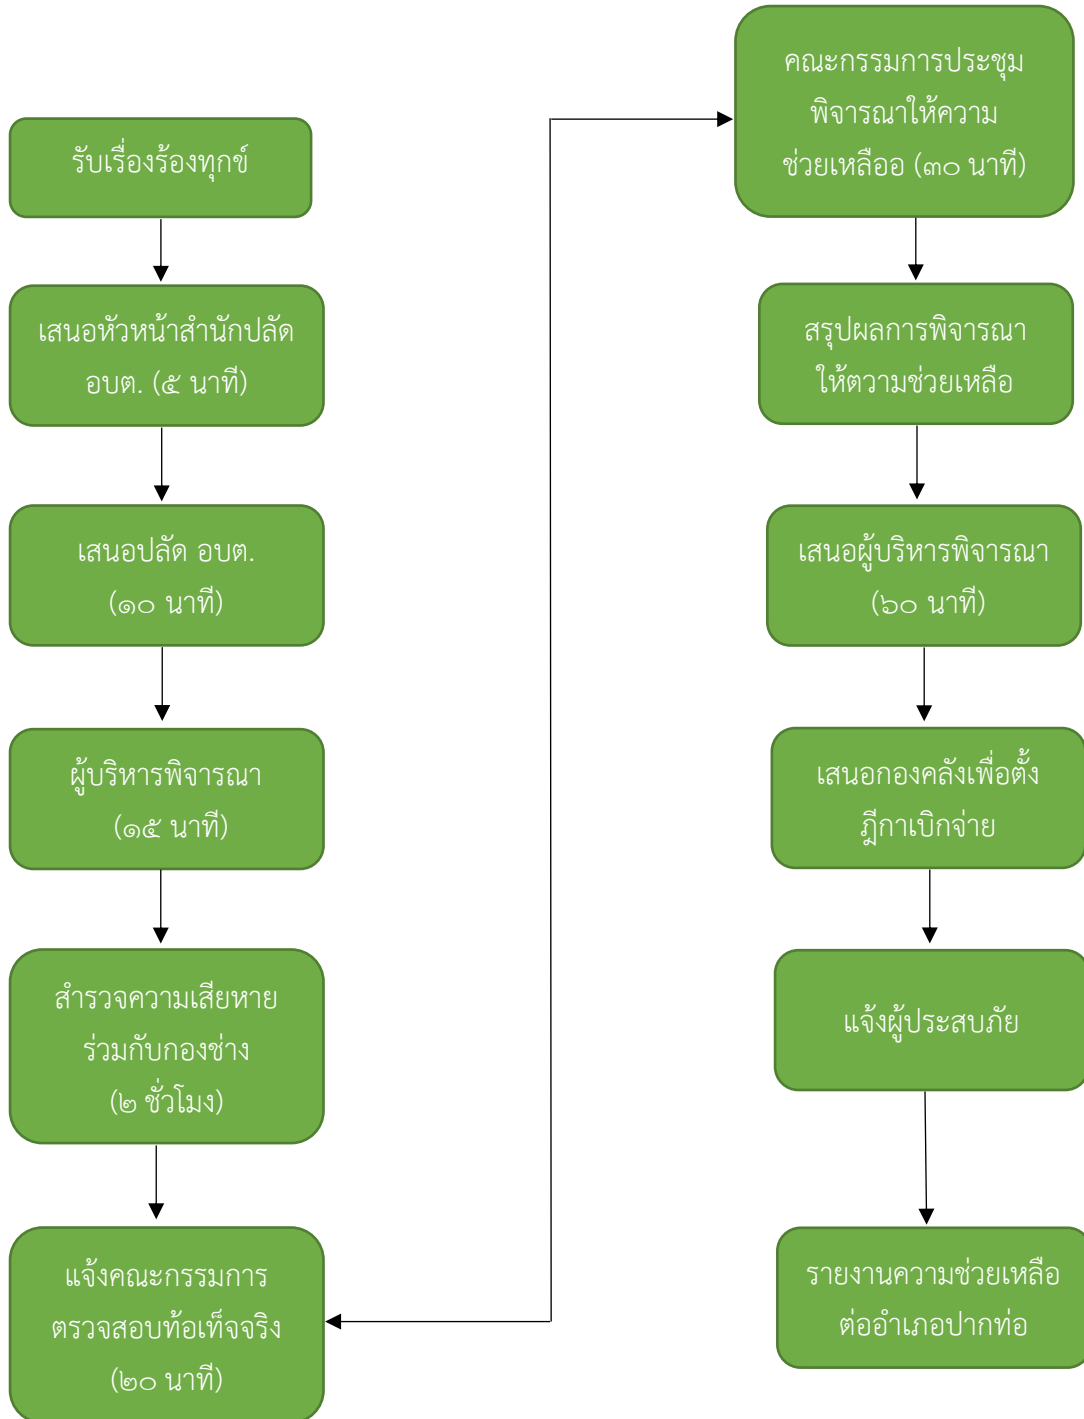 รับเรื่องร้องทุกข์
เสนอหัวหน้าสำนักปลัด
อบต. (๕ นาที)
เสนอปลัด อบต.
(๑๐ นาที)
ผู้บริหารพิจารณา
(๑๕ นาที)
สำรวจความเสียหาย
ร่วมกับกองช่าง
(๒ ชั่วโมง)
แจ้งคณะกรรมการ
ตรวจสอบท้อเท็จจริง
(๒๐ นาที)
คณะกรรมการประชุม
พิจารณาให้ความ
ช่วยเหลืออ (๓๐ นาที)
สรุปผลการพิจารณา
ให้ตวามช่วยเหลือ
เสนอผู้บริหารพิจารณา
(๖๐ นาที)
เสนอกองคลังเพื่อตั้ง
ฎีกาเบิกจ่าย
แจ้งผู้ประสบภัย
รายงานความช่วยเหลือ
ต่ออำเภอปากท่อ